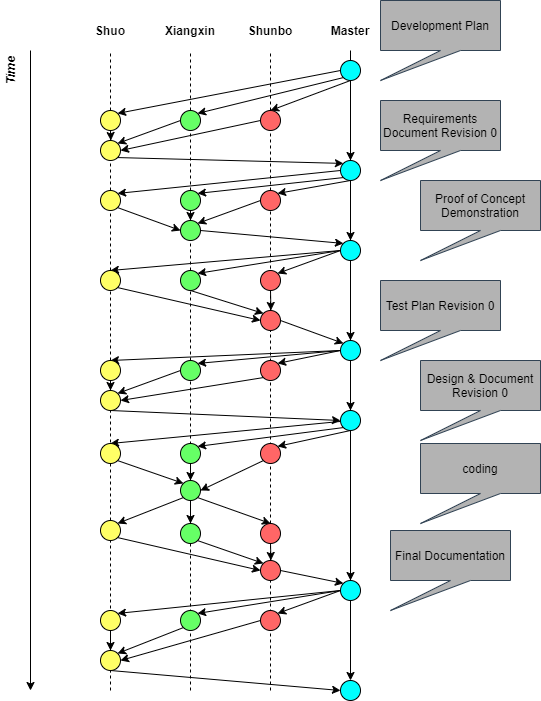 Shuo Xiangxin Shunbo Master
Time
Development Plan
Requirements
Document Revision 0
Proof of Concept
Demonstration
Test Plan Revision 0
Design & Document
Revision 0
coding
Final Documentation